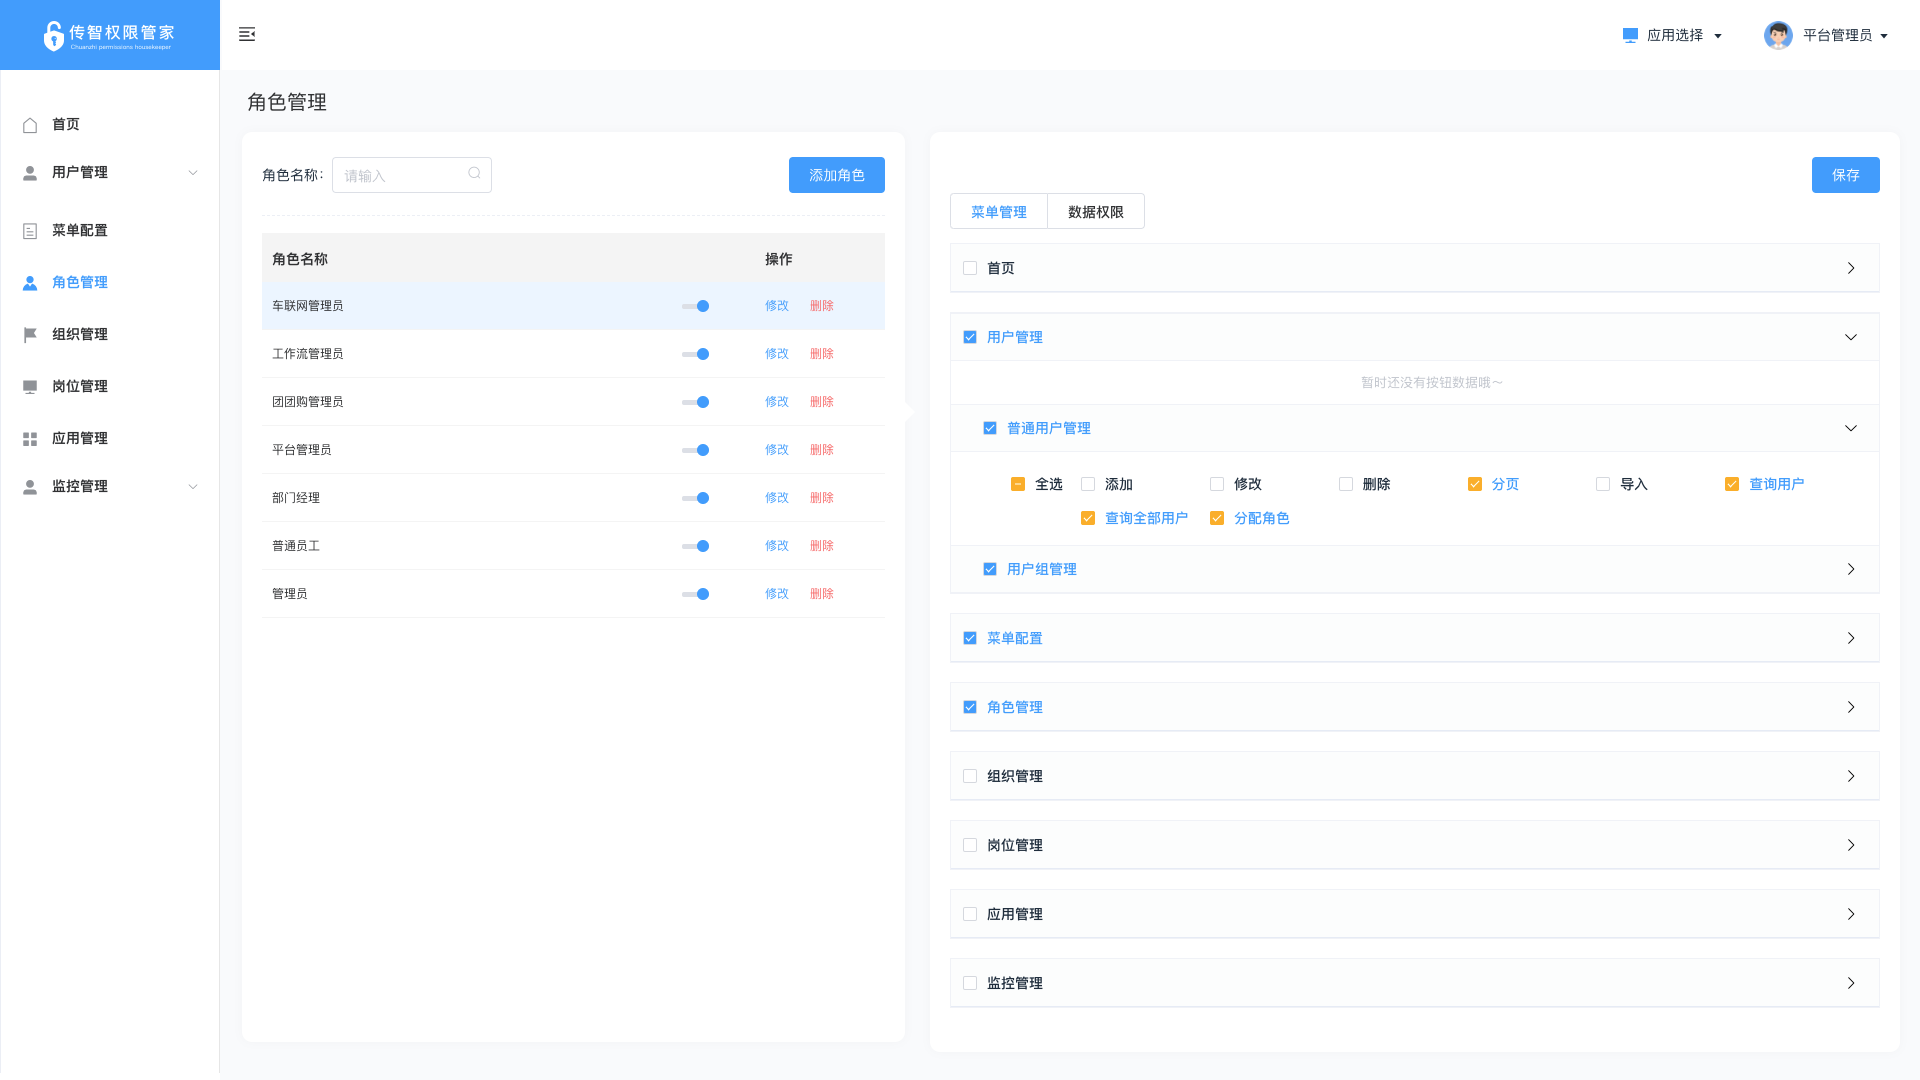 传智权限管家
Chuanzhi permissions housekeeper
应用选择
平台管理员
首页
用户管理
菜单配置
角色管理
组织管理
岗位管理
应用管理
监控管理
角色管理
角色名称：
请输入
添加角色
角色名称 操作
车联网管理员 修改 删除
工作流管理员 修改 删除
团团购管理员 修改 删除
平台管理员 修改 删除
部门经理 修改 删除
普通员工 修改 删除
管理员 修改 删除
保存
菜单管理 数据权限
首页
用户管理
暂时还没有按钮数据哦～
普通用户管理
全选 添加 修改 删除 分页 导入 查询用户
查询全部用户 分配角色
用户组管理
菜单配置
角色管理
组织管理
岗位管理
应用管理
监控管理